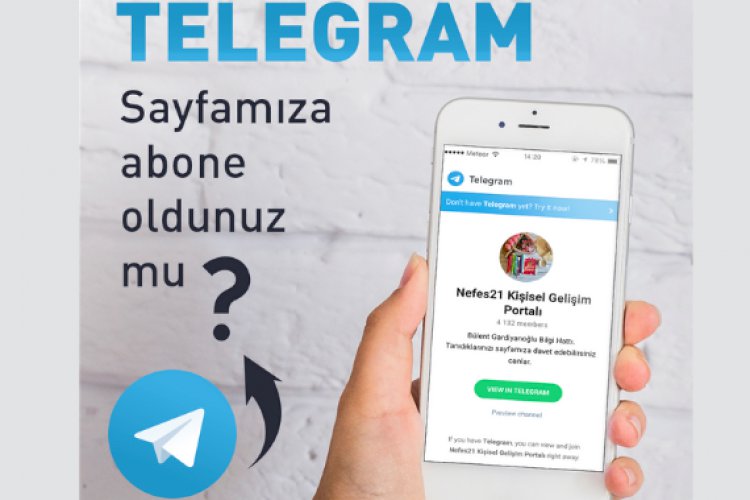 TELEGRAM
Sayfamıza
abone
oldunuz
mu ?
Meteor
14:20
78%
Telegram
Don't have Telegram yet? Try it now!
Nefes21 Kişisel Gelişim
Portalı
4 132 members
Bülent Gardiyanoğlu Bilgi Hattı.
Tanıdıklarınızı sayfamıza davet edebilirsiniz
canlar.
VIEW IN TELEGRAM
Preview channel
If you have Telegram, you can view and join
Nefes21 Kişisel Gelişim Portalı right away